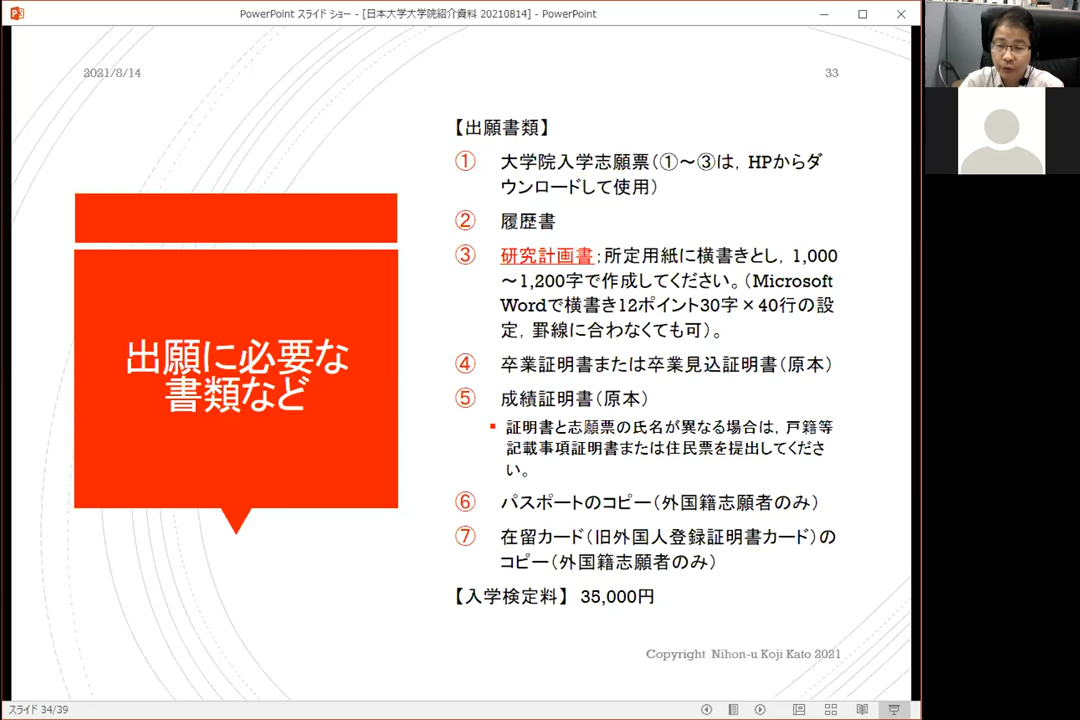 PowerPoint スライド ショー - [日本大学大学院紹介資料 20210814] - PowerPoint
2021/8/14
33
出願に必要な
書類など
【出願書類】
① 大学院入学志願票(①～③は，HPからダ
ウンロードして使用)
② 履歴書
③ 研究計画書;所定用紙に横書きとし，1,000
～1,200字で作成してください。(Microsoft
Wordで横書き12ポイント30字×40行の設
定，罫線に合わなくても可)。
④ 卒業証明書または卒業見込証明書(原本)
⑤ 成績証明書(原本)
▪ 証明書と志願票の氏名が異なる場合は，戸籍等
記載事項証明書または住民票を提出してくださ
い。
⑥ パスポートのコピー(外国籍志願者のみ)
⑦ 在留カード(旧外国人登録証明書カード)の
コピー(外国籍志願者のみ)
【入学検定料】 35,000円
Copyright Nihon-u Koji Kato 2021
スライド 34/39